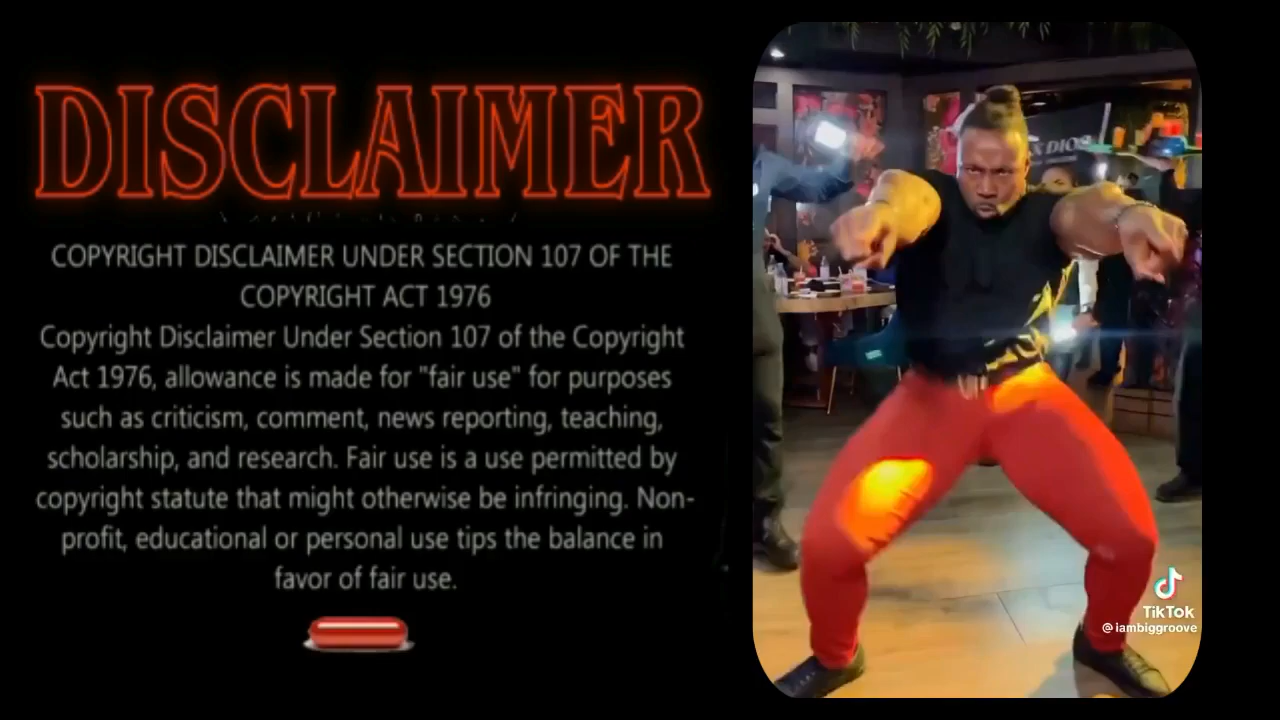 DISCLAIMER
COPYRIGHT DISCLAIMER UNDER SECTION 107 OF THE
COPYRIGHT ACT 1976
Copyright Disclaimer Under Section 107 of the Copyright
Act 1976, allowance is made for "fair use" for purposes
such as criticism, comment, news reporting, teaching,
scholarship, and research. Fair use is a use permitted by
copyright statute that might otherwise be infringing. Non-
profit, educational or personal use tips the balance in
favor of fair use.
DIOR
TikTok
@iambiggroove